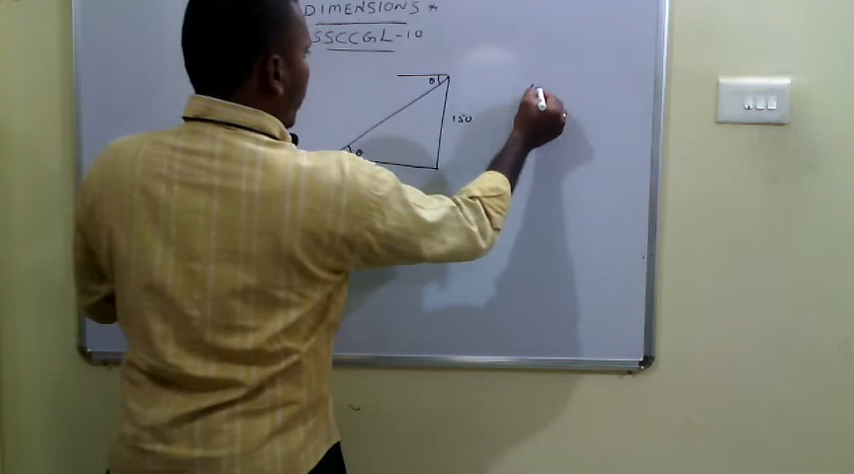 DIMENSIONS *
SSCCGL-10
θ
150
θ